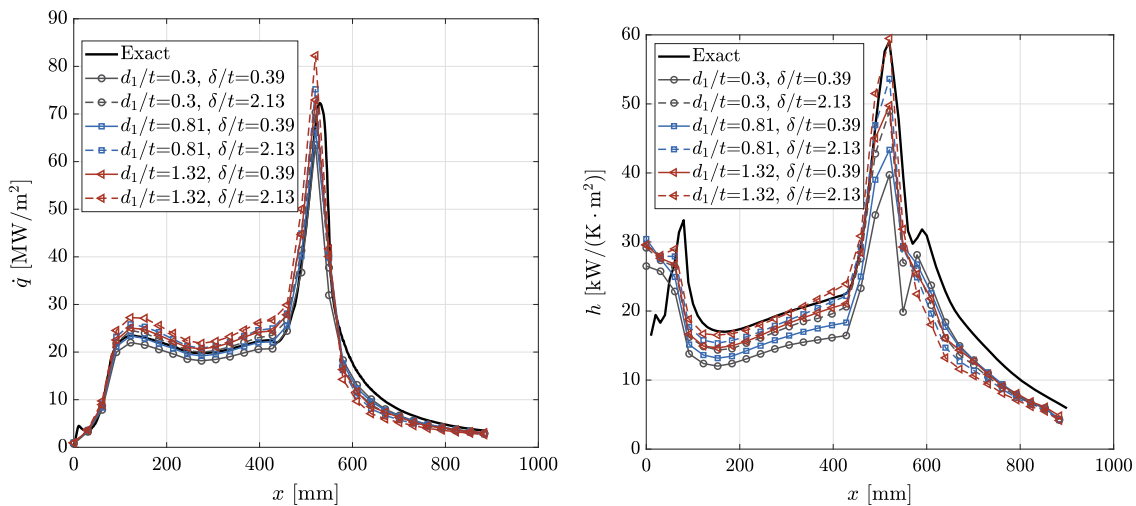 90
80
70
60
50
40
30
20
10
0
q̇ [MW/m²]
Exact
d₁/t=0.3, δ/t=0.39
d₁/t=0.3, δ/t=2.13
d₁/t=0.81, δ/t=0.39
d₁/t=0.81, δ/t=2.13
d₁/t=1.32, δ/t=0.39
d₁/t=1.32, δ/t=2.13
0 200 400 600 800 1000
x [mm]
60
50
40
30
20
10
0
h [kW/(K · m²)]
Exact
d₁/t=0.3, δ/t=0.39
d₁/t=0.3, δ/t=2.13
d₁/t=0.81, δ/t=0.39
d₁/t=0.81, δ/t=2.13
d₁/t=1.32, δ/t=0.39
d₁/t=1.32, δ/t=2.13
0 200 400 600 800 1000
x [mm]